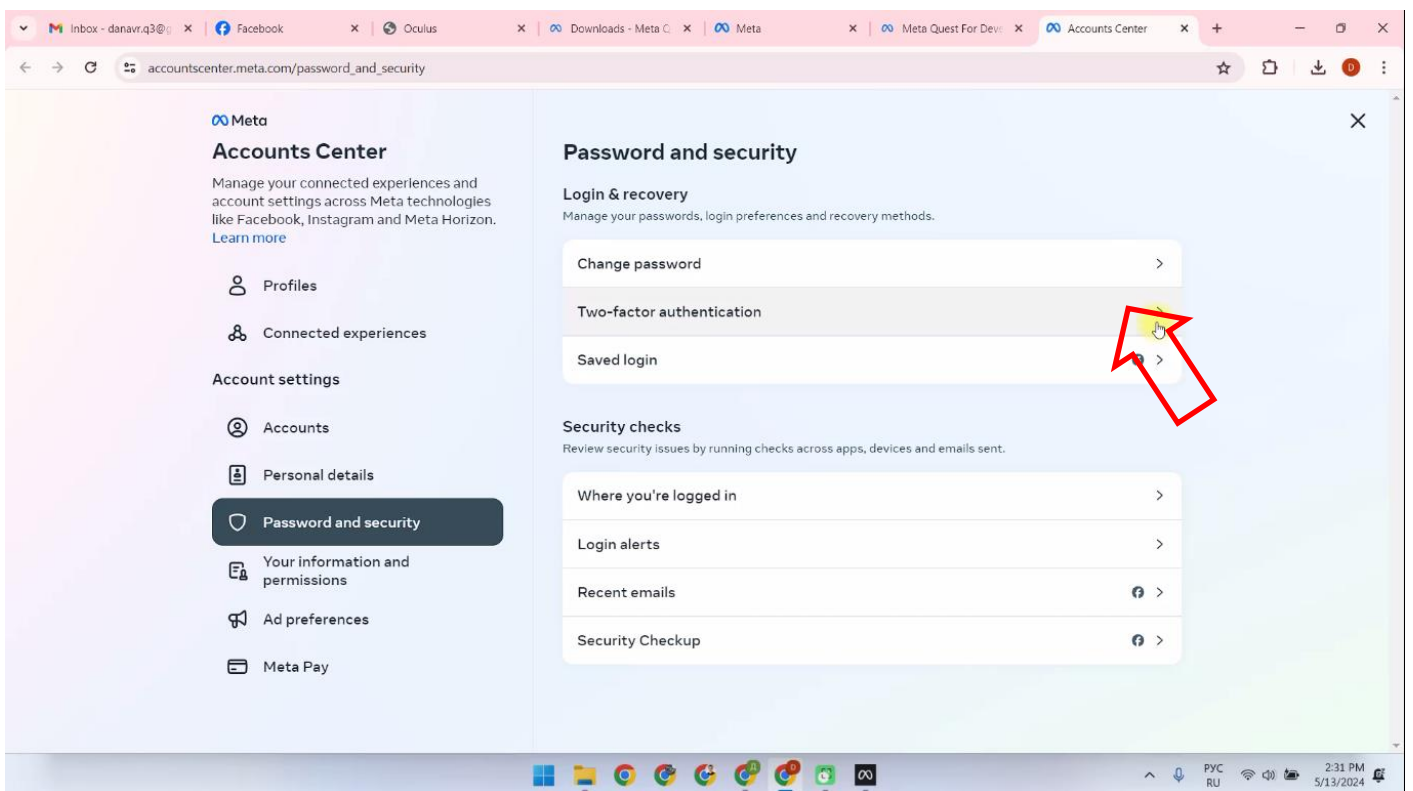 Inbox - danavr.q3@g
Facebook
Oculus
Downloads - Meta Q
Meta
Meta Quest For Deve
Accounts Center
accountscenter.meta.com/password_and_security
Meta
Accounts Center
Manage your connected experiences and
account settings across Meta technologies
like Facebook, Instagram and Meta Horizon.
Learn more
Profiles
Connected experiences
Account settings
Accounts
Personal details
Password and security
Your information and
permissions
Ad preferences
Meta Pay
Password and security
Login & recovery
Manage your passwords, login preferences and recovery methods.
Change password
Two-factor authentication
Saved login
Security checks
Review security issues by running checks across apps, devices and emails sent.
Where you're logged in
Login alerts
Recent emails
Security Checkup
D
РУС
RU
2:31 PM
5/13/2024